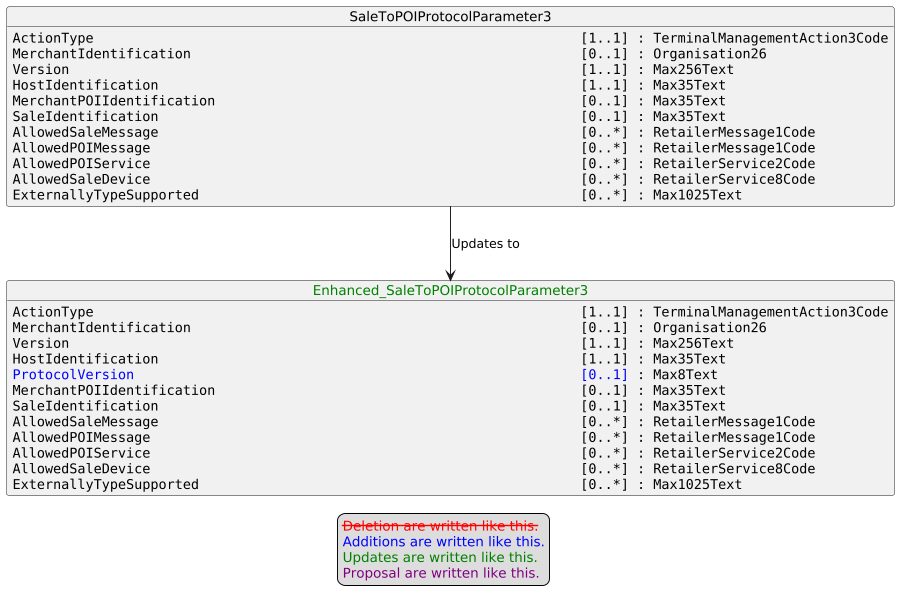 SaleToPOIProtocolParameter3
ActionType [1..1] : TerminalManagementAction3Code
MerchantIdentification [0..1] : Organisation26
Version [1..1] : Max256Text
HostIdentification [1..1] : Max35Text
MerchantPOIIdentification [0..1] : Max35Text
SaleIdentification [0..1] : Max35Text
AllowedSaleMessage [0..*] : RetailerMessage1Code
AllowedPOIMessage [0..*] : RetailerMessage1Code
AllowedPOIService [0..*] : RetailerService2Code
AllowedSaleDevice [0..*] : RetailerService8Code
ExternallyTypeSupported [0..*] : Max1025Text
Updates to
Enhanced_SaleToPOIProtocolParameter3
ActionType [1..1] : TerminalManagementAction3Code
MerchantIdentification [0..1] : Organisation26
Version [1..1] : Max256Text
HostIdentification [1..1] : Max35Text
ProtocolVersion [0..1] : Max8Text
MerchantPOIIdentification [0..1] : Max35Text
SaleIdentification [0..1] : Max35Text
AllowedSaleMessage [0..*] : RetailerMessage1Code
AllowedPOIMessage [0..*] : RetailerMessage1Code
AllowedPOIService [0..*] : RetailerService2Code
AllowedSaleDevice [0..*] : RetailerService8Code
ExternallyTypeSupported [0..*] : Max1025Text
Deletion are written like this.
Additions are written like this.
Updates are written like this.
Proposal are written like this.